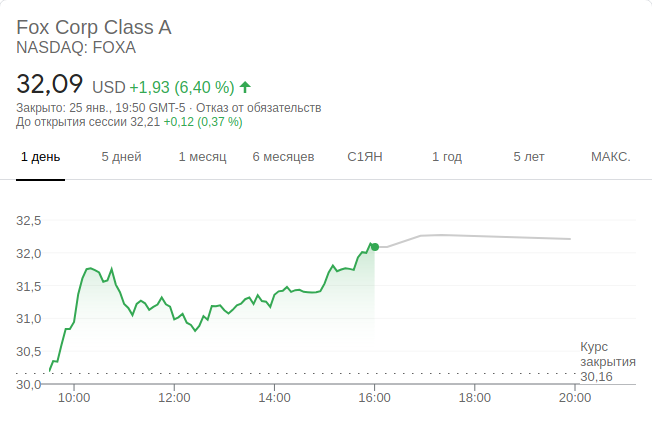 Fox Corp Class A
NASDAQ: FOXA
32,09 USD +1,93 (6,40 %)
Закрыто: 25 янв., 19:50 GMT-5 · Отказ от обязательств
До открытия сессии 32,21 +0,12 (0,37 %)
1 день 5 дней 1 месяц 6 месяцев С1ЯН 1 год 5 лет МАКС.
32,5
32,0
31,5
31,0
30,5
30,0
Курс
закрытия
30,16
10:00 12:00 14:00 16:00 18:00 20:00